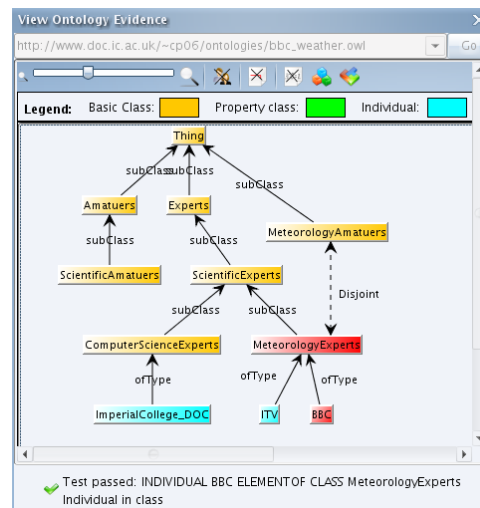 View Ontology Evidence
http://www.doc.ic.ac.uk/~cp06/ontologies/bbc_weather.owl
Go
Legend: Basic Class: Property class: Individual:
Thing
subClass subClass subClass
Amatuers Experts
MeteorologyAmatuers
subClass subClass
ScientificAmatuers ScientificExperts
Disjoint
subClass subClass
ComputerScienceExperts MeteorologyExperts
ofType ofType ofType
ImperialCollege_DOC ITV BBC
Test passed: INDIVIDUAL BBC ELEMENTOF CLASS MeteorologyExperts
Individual in class